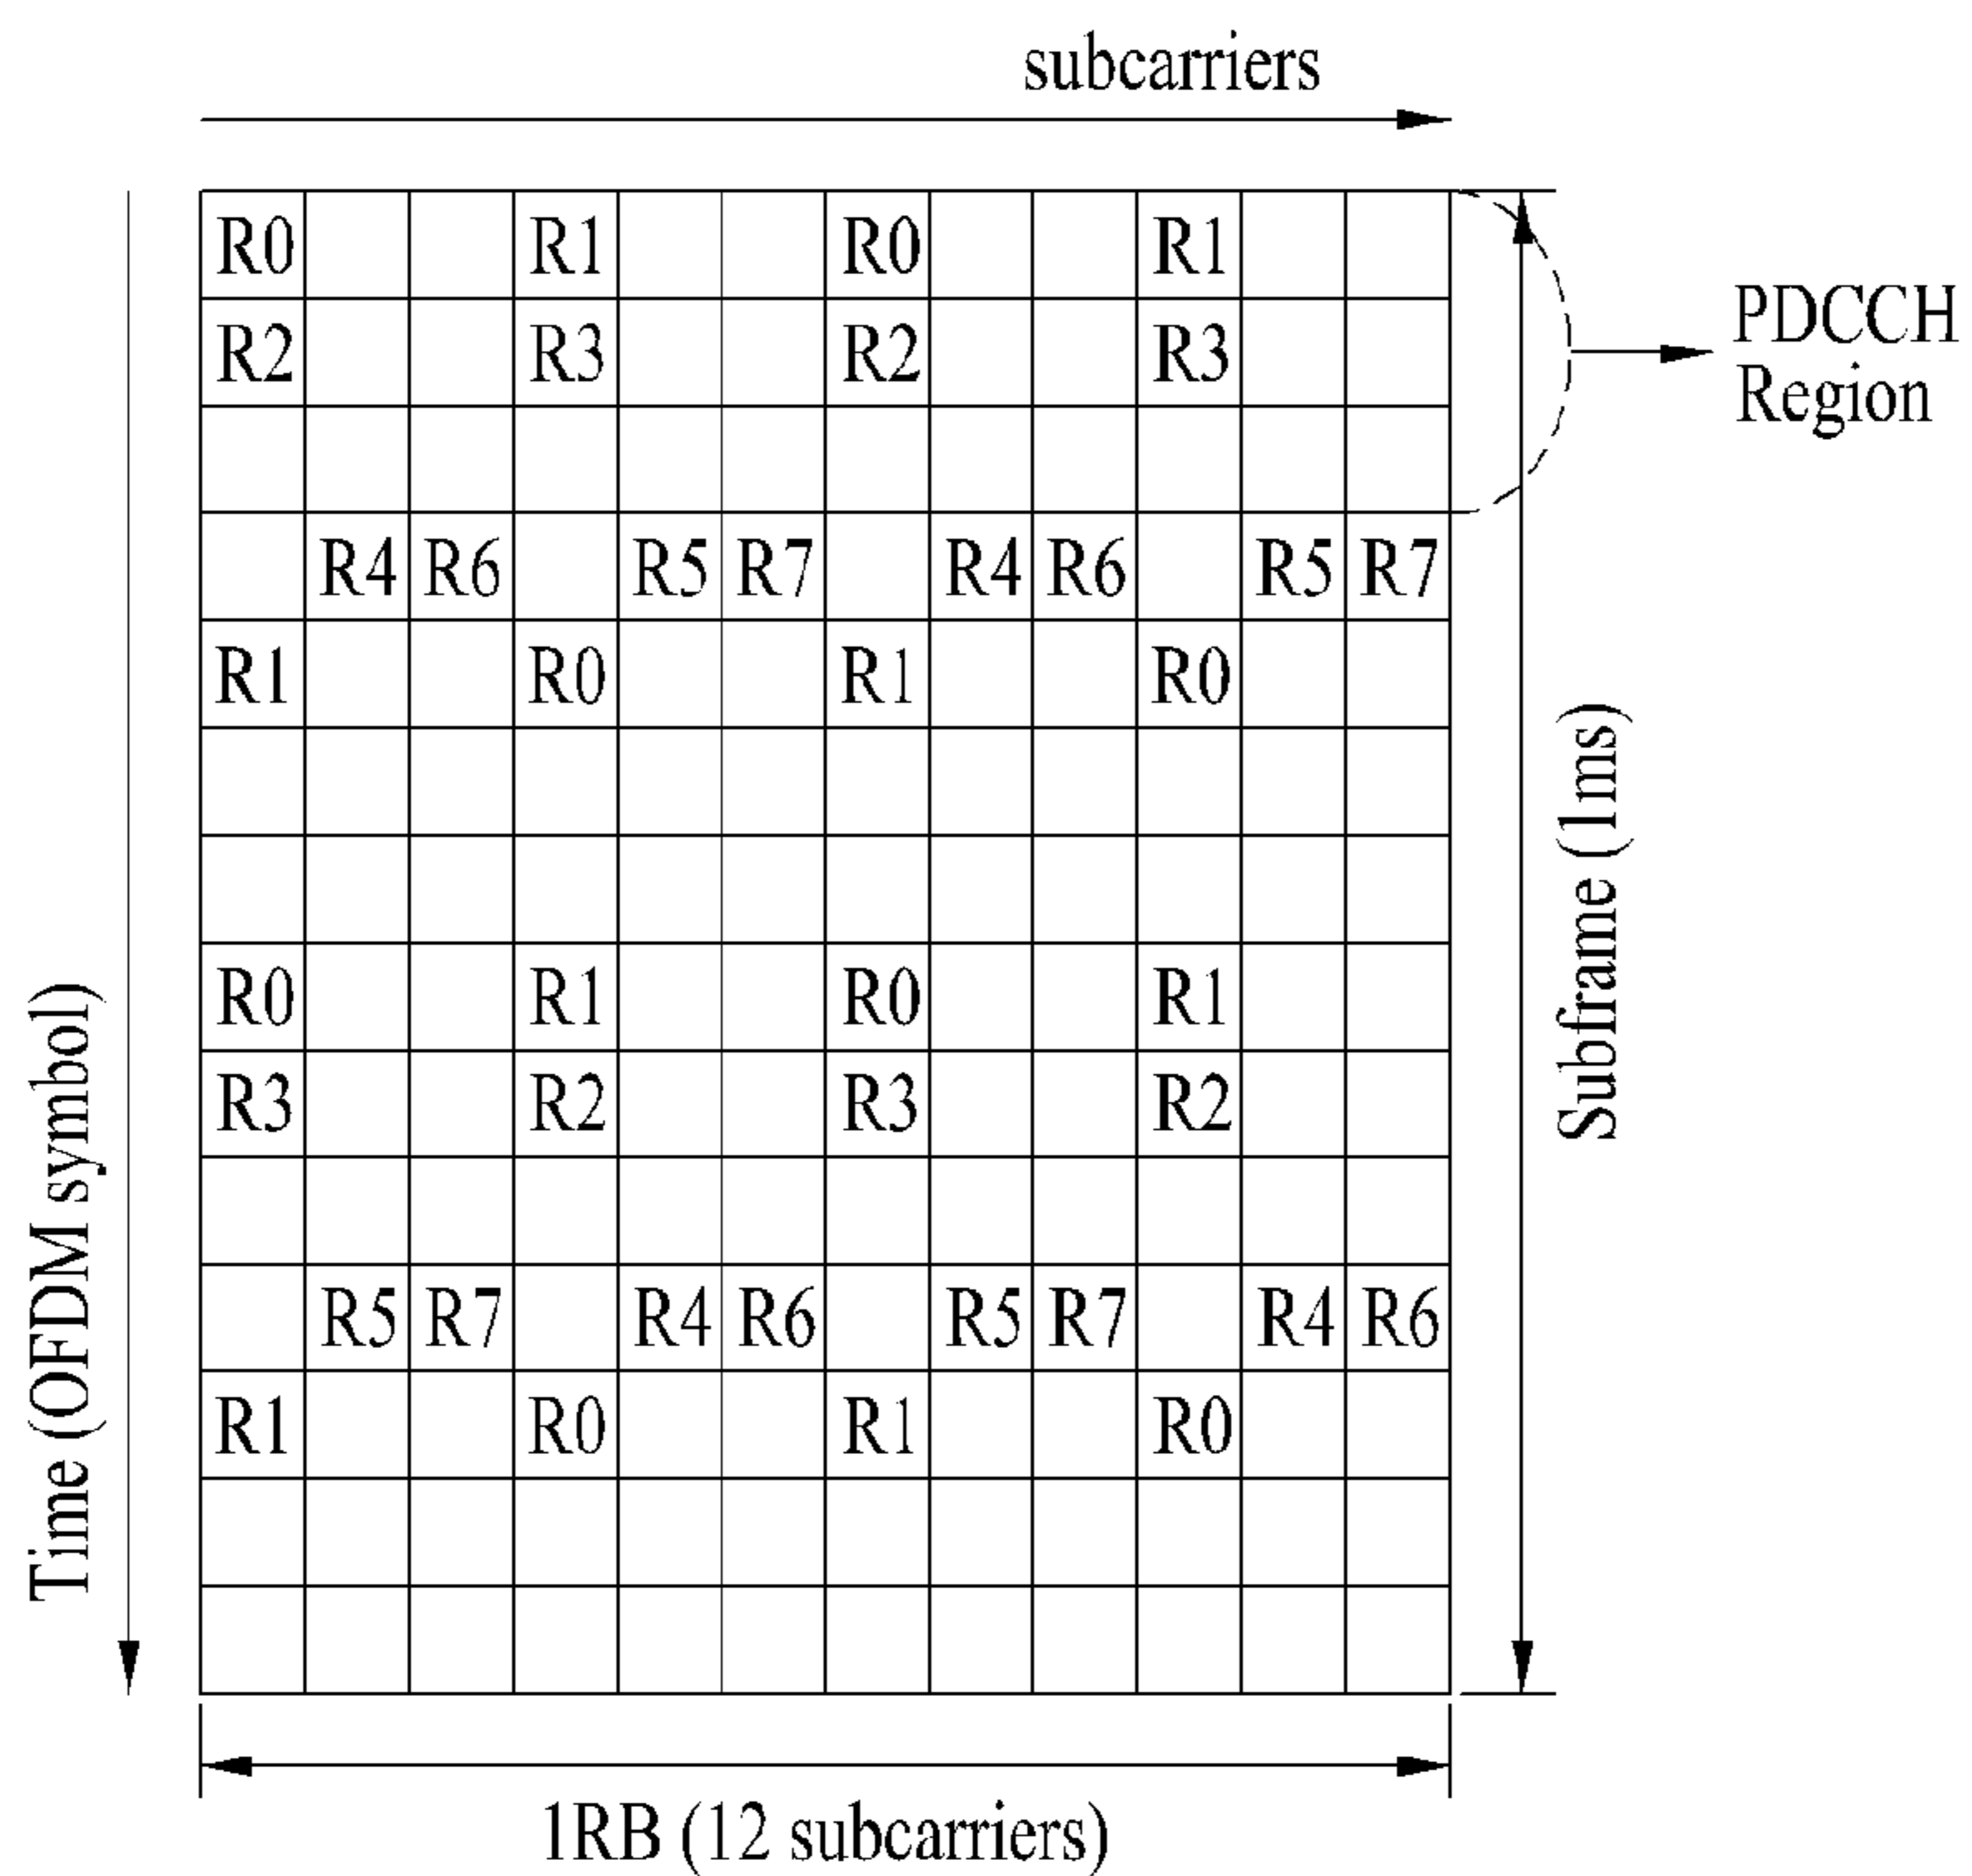 subcarriers
R0 R1 R0 R1
R2 R3 R2 R3
PDCCH
Region
R4 R6 R5 R7 R4 R6 R5 R7
R1 R0 R1 R0
R0 R1 R0 R1
R3 R2 R3 R2
R5 R7 R4 R6 R5 R7 R4 R6
R1 R0 R1 R0
Time (OFDM symbol)
Subframe (1ms)
1RB (12 subcarriers)